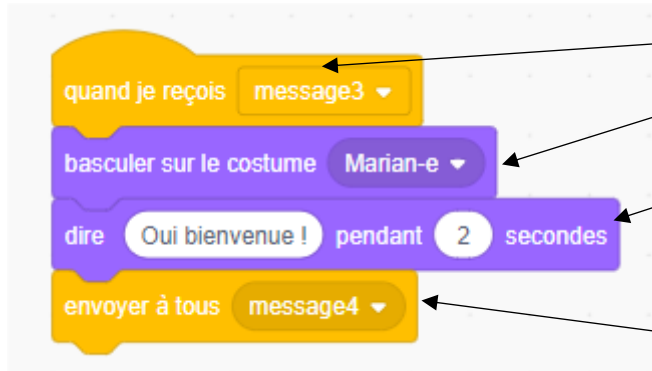 quand je reçois message3
basculer sur le costume Marian-e
dire Oui bienvenue ! pendant 2 secondes
envoyer à tous message4